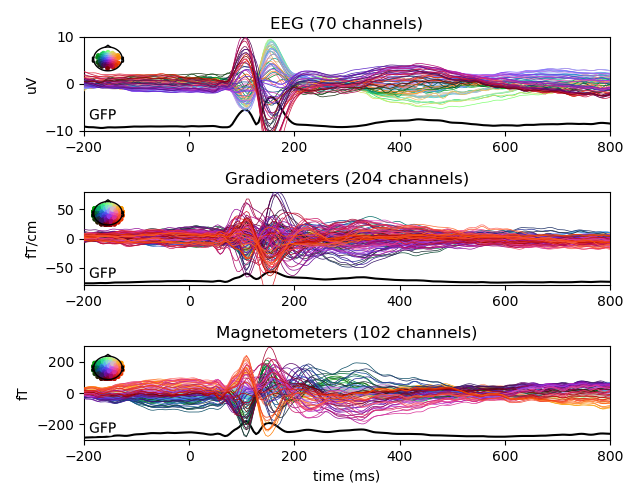 EEG (70 channels)
10
0
−10
uV
GFP
−200 0 200 400 600 800
Gradiometers (204 channels)
50
0
−50
fT/cm
GFP
−200 0 200 400 600 800
Magnetometers (102 channels)
200
0
−200
fT
GFP
−200 0 200 400 600 800
time (ms)